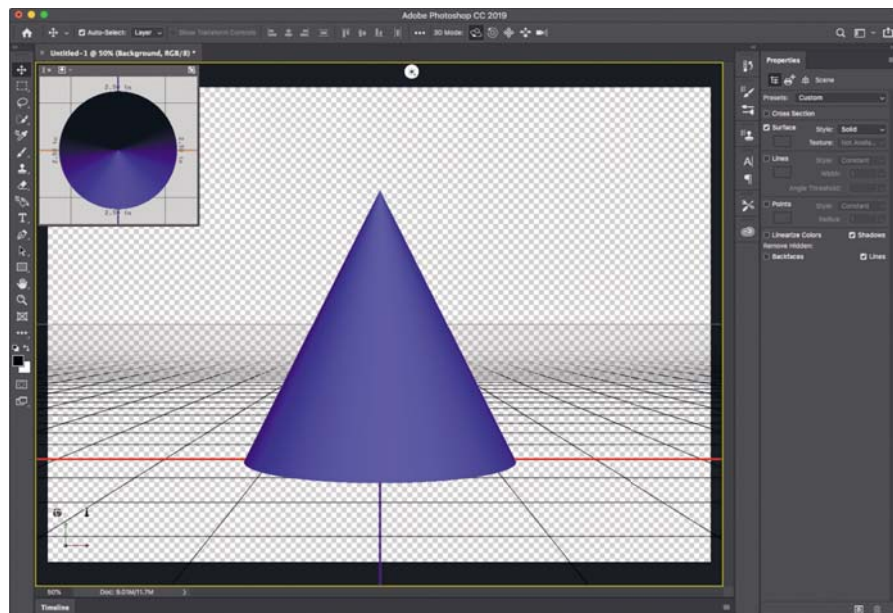 Adobe Photoshop CC 2019
Auto-Select: Layer Show Transform Controls 3D Mode:
× Untitled-1 @ 50% (Background, RGB/8) *
Properties
Scene
Presets: Custom
Cross Section
Surface Style: Solid
Texture:
Lines Style: Constant
Width:
Angle Threshold:
Points Style: Constant
Radius:
Linearize Colors Shadows
Remove Hidden:
Backfaces Lines
50% Doc: 9.01M/11.7M
Timeline